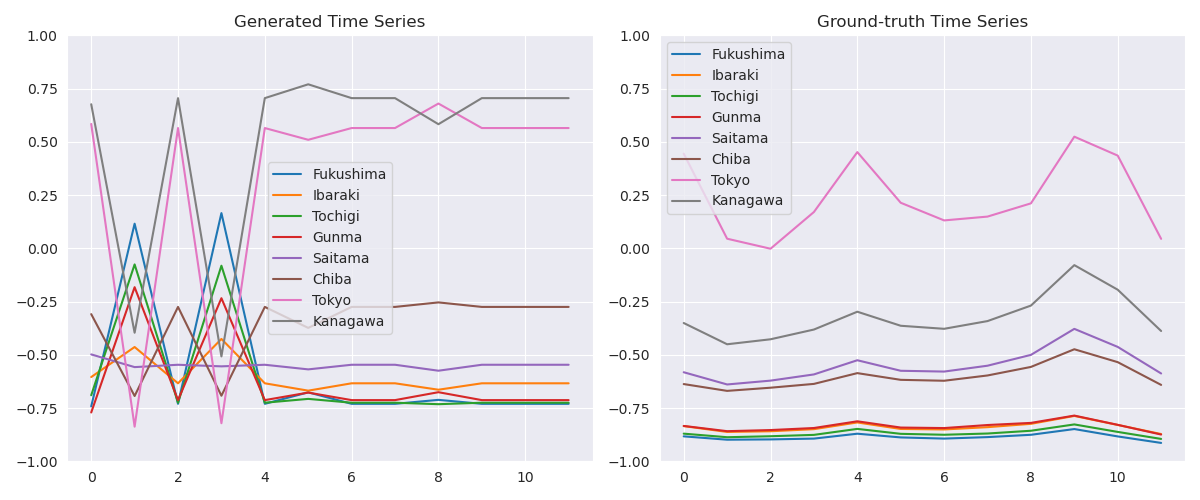 Generated Time Series
1.00
0.75
0.50
0.25
0.00
−0.25
−0.50
−0.75
−1.00
0 2 4 6 8 10
Fukushima
Ibaraki
Tochigi
Gunma
Saitama
Chiba
Tokyo
Kanagawa
Ground-truth Time Series
1.00
0.75
0.50
0.25
0.00
−0.25
−0.50
−0.75
−1.00
0 2 4 6 8 10
Fukushima
Ibaraki
Tochigi
Gunma
Saitama
Chiba
Tokyo
Kanagawa